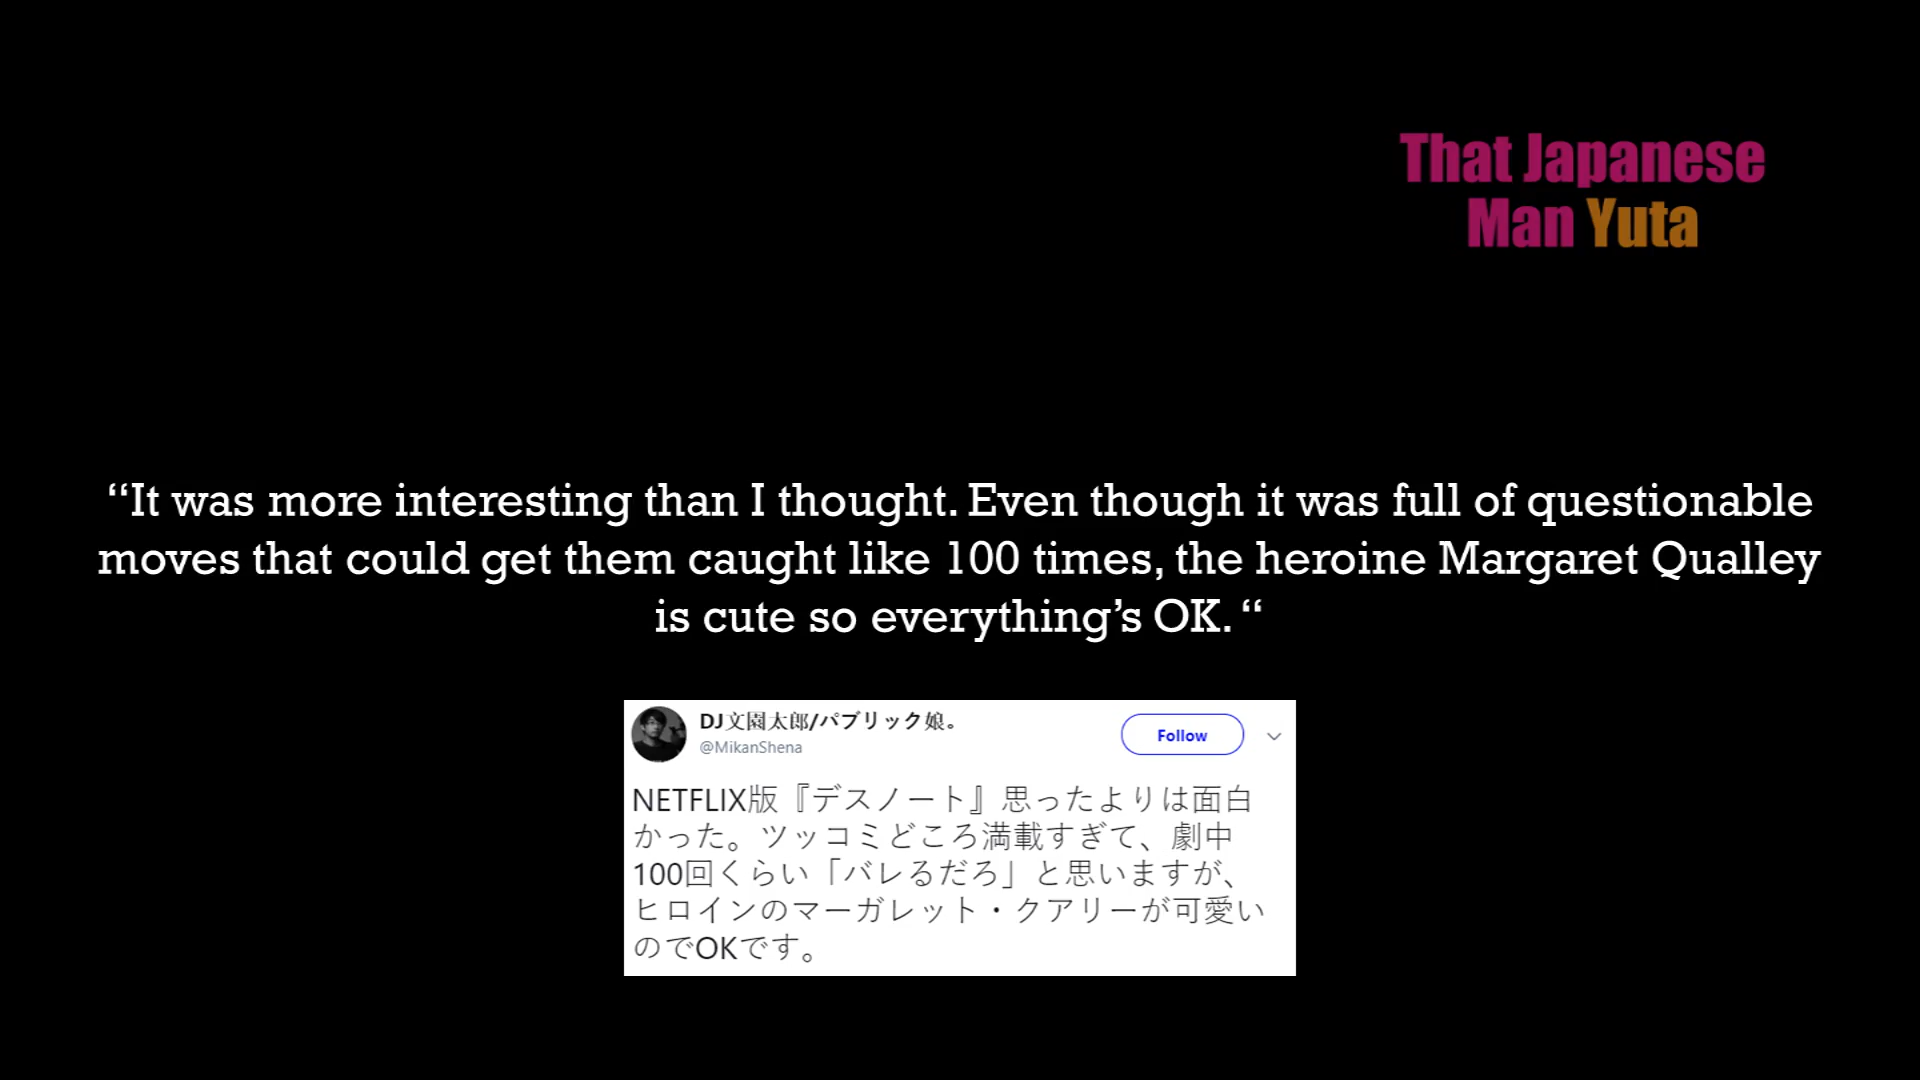 That Japanese
Man Yuta
“It was more interesting than I thought. Even though it was full of questionable
moves that could get them caught like 100 times, the heroine Margaret Qualley
is cute so everything’s OK. “
DJ文園太郎/パブリック娘。
@MikanShena
Follow
NETFLIX版『デスノート』思ったよりは面白
かった。ツッコミどころ満載すぎて、劇中
100回くらい「バレるだろ」と思いますが、
ヒロインのマーガレット・クアリーが可愛い
のでOKです。